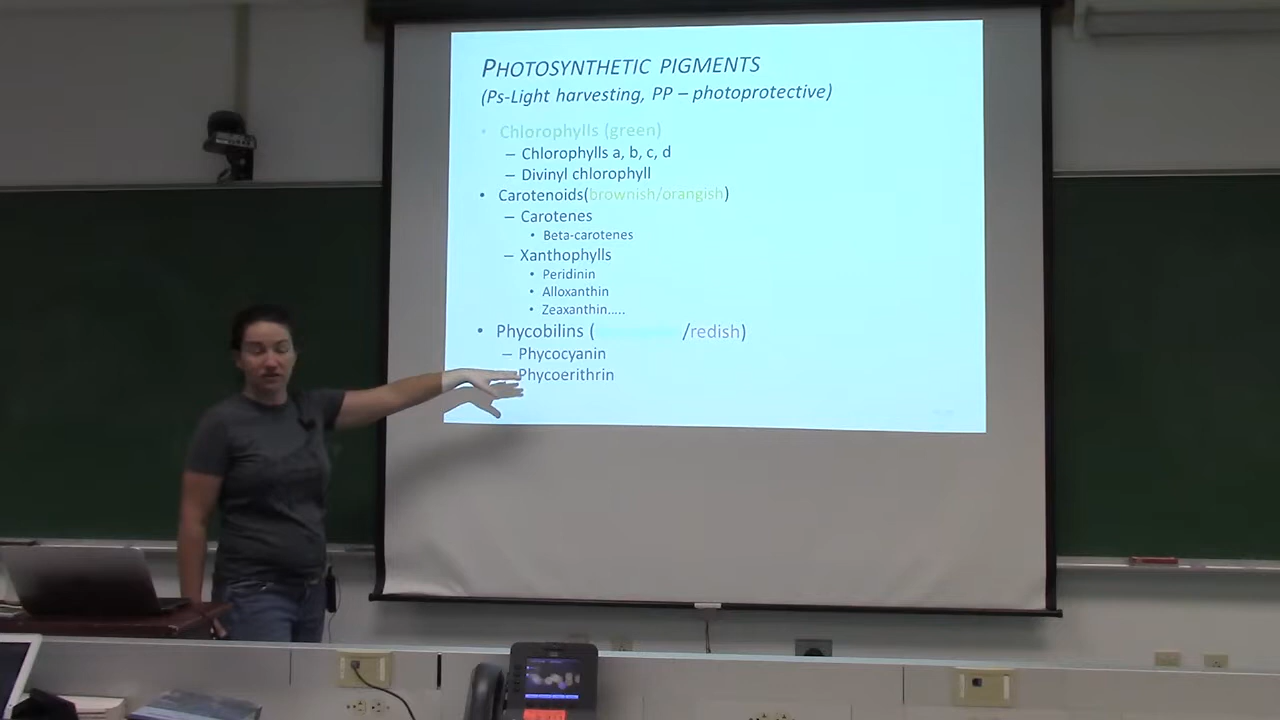 PHOTOSYNTHETIC PIGMENTS
(Ps-Light harvesting, PP – photoprotective)
• Chlorophylls (green)
– Chlorophylls a, b, c, d
– Divinyl chlorophyll
• Carotenoids(brownish/orangish)
– Carotenes
• Beta-carotenes
– Xanthophylls
• Peridinin
• Alloxanthin
• Zeaxanthin.....
• Phycobilins ( /redish)
– Phycocyanin
Phycoerithrin